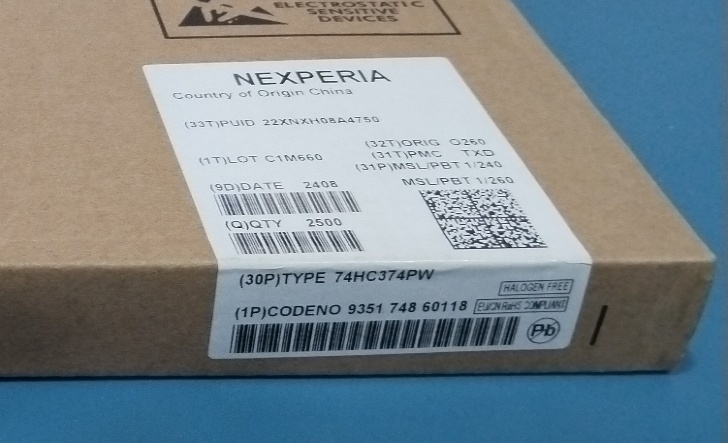 ELECTROSTATIC
SENSITIVE
DEVICES
NEXPERIA
Country of Origin China
(33T)PUID 22XNXH08A4750
(32T)ORIG O260
(1T)LOT C1M660 (31T)PMC TXD
(31P)MSL/PBT 1/240
(9D)DATE 2408 MSL/PBT 1/260
(Q)QTY 2500
(30P)TYPE 74HC374PW
HALOGEN FREE
(1P)CODENO 9351 748 60118 EU/CN RoHS COMPLIANT
Pb